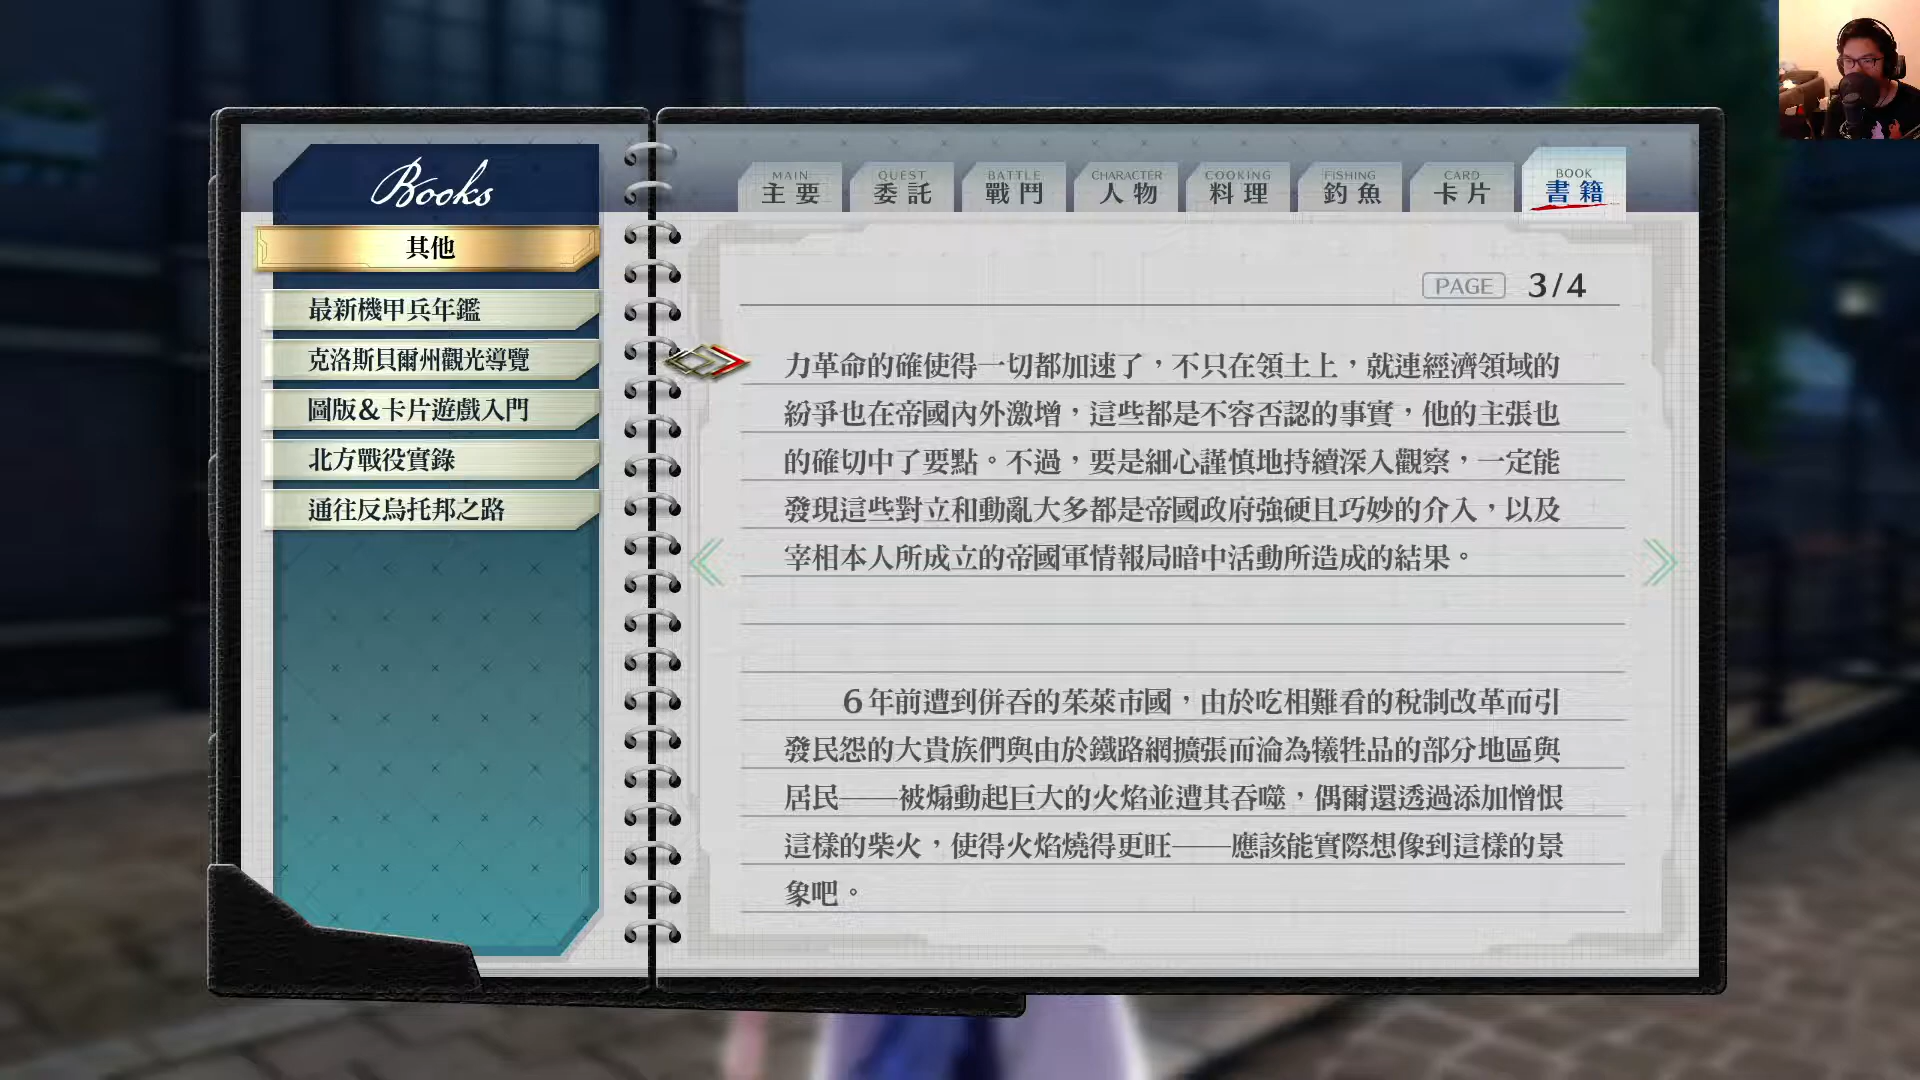 Books
其他
最新機甲兵年鑑
克洛斯貝爾州觀光導覽
圖版&卡片遊戲入門
北方戰役實錄
通往反烏托邦之路
MAIN
主要
QUEST
委託
BATTLE
戰鬥
CHARACTER
人物
COOKING
料理
FISHING
釣魚
CARD
卡片
BOOK
書籍
PAGE 3/4
力革命的確使得一切都加速了，不只在領土上，就連經濟領域的
紛爭也在帝國內外激增，這些都是不容否認的事實，他的主張也
的確切中了要點。不過，要是細心謹慎地持續深入觀察，一定能
發現這些對立和動亂大多都是帝國政府強硬且巧妙的介入，以及
宰相本人所成立的帝國軍情報局暗中活動所造成的結果。
6年前遭到併吞的茱萊市國，由於吃相難看的稅制改革而引
發民怨的大貴族們與由於鐵路網擴張而淪為犧牲品的部分地區與
居民──被煽動起巨大的火焰並遭其吞噬，偶爾還透過添加憎恨
這樣的柴火，使得火焰燒得更旺──應該能實際想像到這樣的景
象吧。